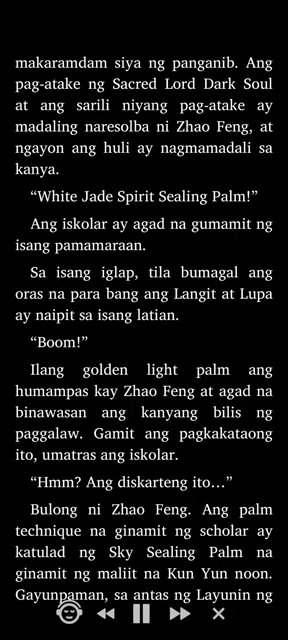 makaramdam siya ng panganib. Ang
pag-atake ng Sacred Lord Dark Soul
at ang sarili niyang pag-atake ay
madaling naresolba ni Zhao Feng, at
ngayon ang huli ay nagmamadali sa
kanya.
“White Jade Spirit Sealing Palm!”
Ang iskolar ay agad na gumamit ng
isang pamamaraan.
Sa isang iglap, tila bumagal ang
oras na para bang ang Langit at Lupa
ay naipit sa isang latian.
“Boom!”
Ilang golden light palm ang
humampas kay Zhao Feng at agad na
binawasan ang kanyang bilis ng
paggalaw. Gamit ang pagkakataong
ito, umatras ang iskolar.
“Hmm? Ang diskarteng ito…”
Bulong ni Zhao Feng. Ang palm
technique na ginamit ng scholar ay
katulad ng Sky Sealing Palm na
ginamit ng maliit na Kun Yun noon.
Gayunpaman, sa antas ng Layunin ng